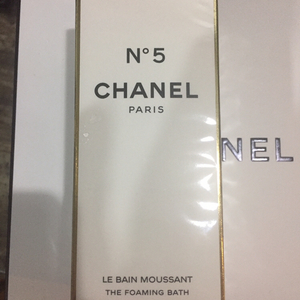 N°5
CHANEL
PARIS
NEL
LE BAIN MOUSSANT
THE FOAMING BATH